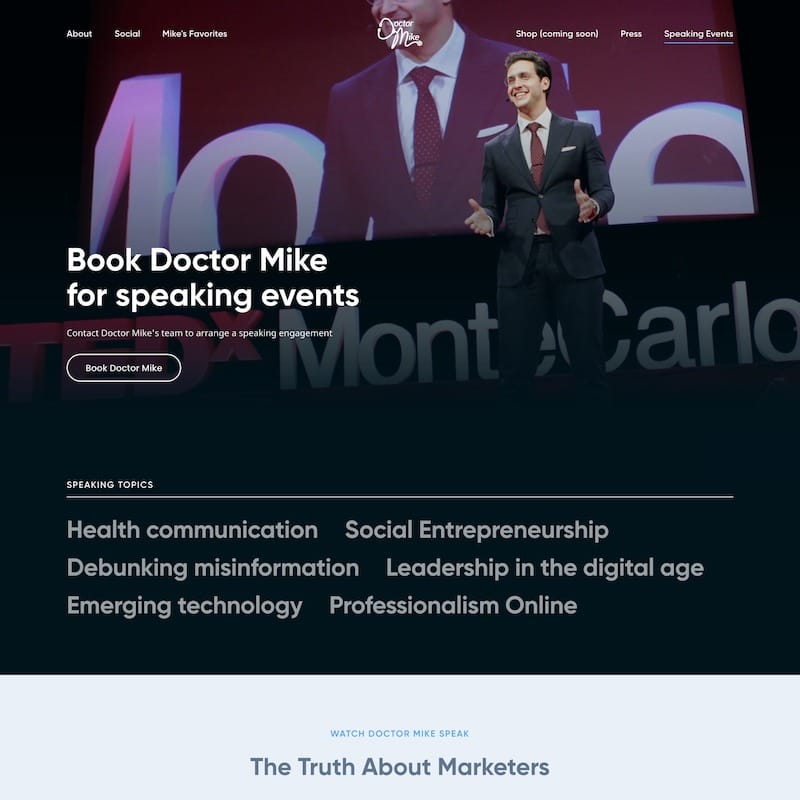 About Social Mike's Favorites Doctor Mike Shop (coming soon) Press Speaking Events
Book Doctor Mike
for speaking events
Contact Doctor Mike's team to arrange a speaking engagement
Book Doctor Mike
TEDx Monte Carlo
SPEAKING TOPICS
Health communication Social Entrepreneurship
Debunking misinformation Leadership in the digital age
Emerging technology Professionalism Online
WATCH DOCTOR MIKE SPEAK
The Truth About Marketers